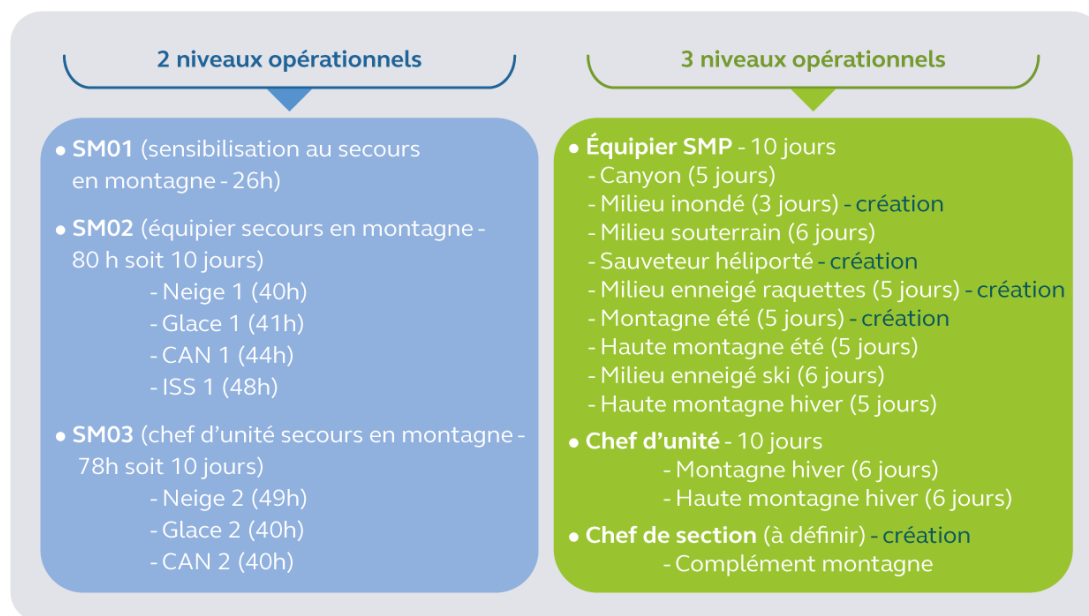 2 niveaux opérationnels
• SM01 (sensibilisation au secours
en montagne - 26h)
• SM02 (équipier secours en montagne -
80 h soit 10 jours)
- Neige 1 (40h)
- Glace 1 (41h)
- CAN 1 (44h)
- ISS 1 (48h)
• SM03 (chef d'unité secours en montagne -
78h soit 10 jours)
- Neige 2 (49h)
- Glace 2 (40h)
- CAN 2 (40h)
3 niveaux opérationnels
• Équipier SMP - 10 jours
- Canyon (5 jours)
- Milieu inondé (3 jours) - création
- Milieu souterrain (6 jours)
- Sauveteur héliporté - création
- Milieu enneigé raquettes (5 jours) - création
- Montagne été (5 jours) - création
- Haute montagne été (5 jours)
- Milieu enneigé ski (6 jours)
- Haute montagne hiver (5 jours)
• Chef d'unité - 10 jours
- Montagne hiver (6 jours)
- Haute montagne hiver (6 jours)
• Chef de section (à définir) - création
- Complément montagne